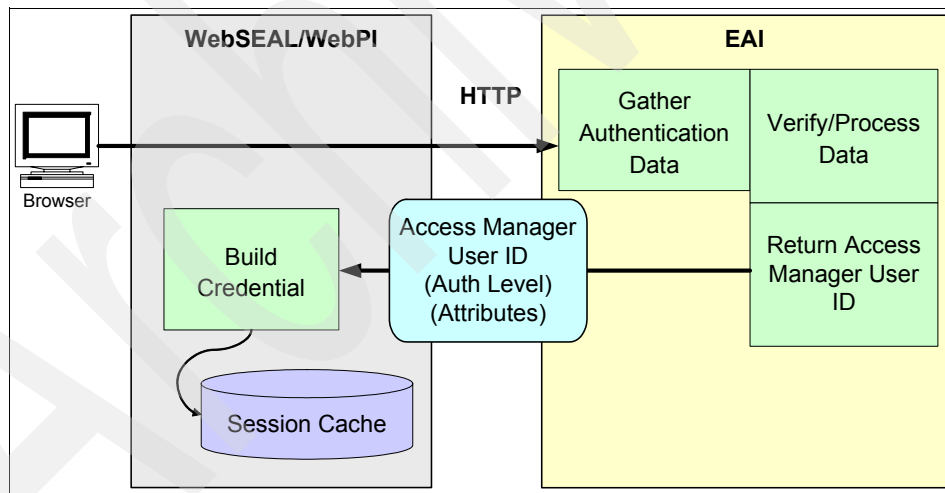 WebSEAL/WebPI
EAI
HTTP
Gather
Authentication
Data
Verify/Process
Data
Browser
Access Manager
User ID
(Auth Level)
(Attributes)
Build
Credential
Return Access
Manager User
ID
Session Cache